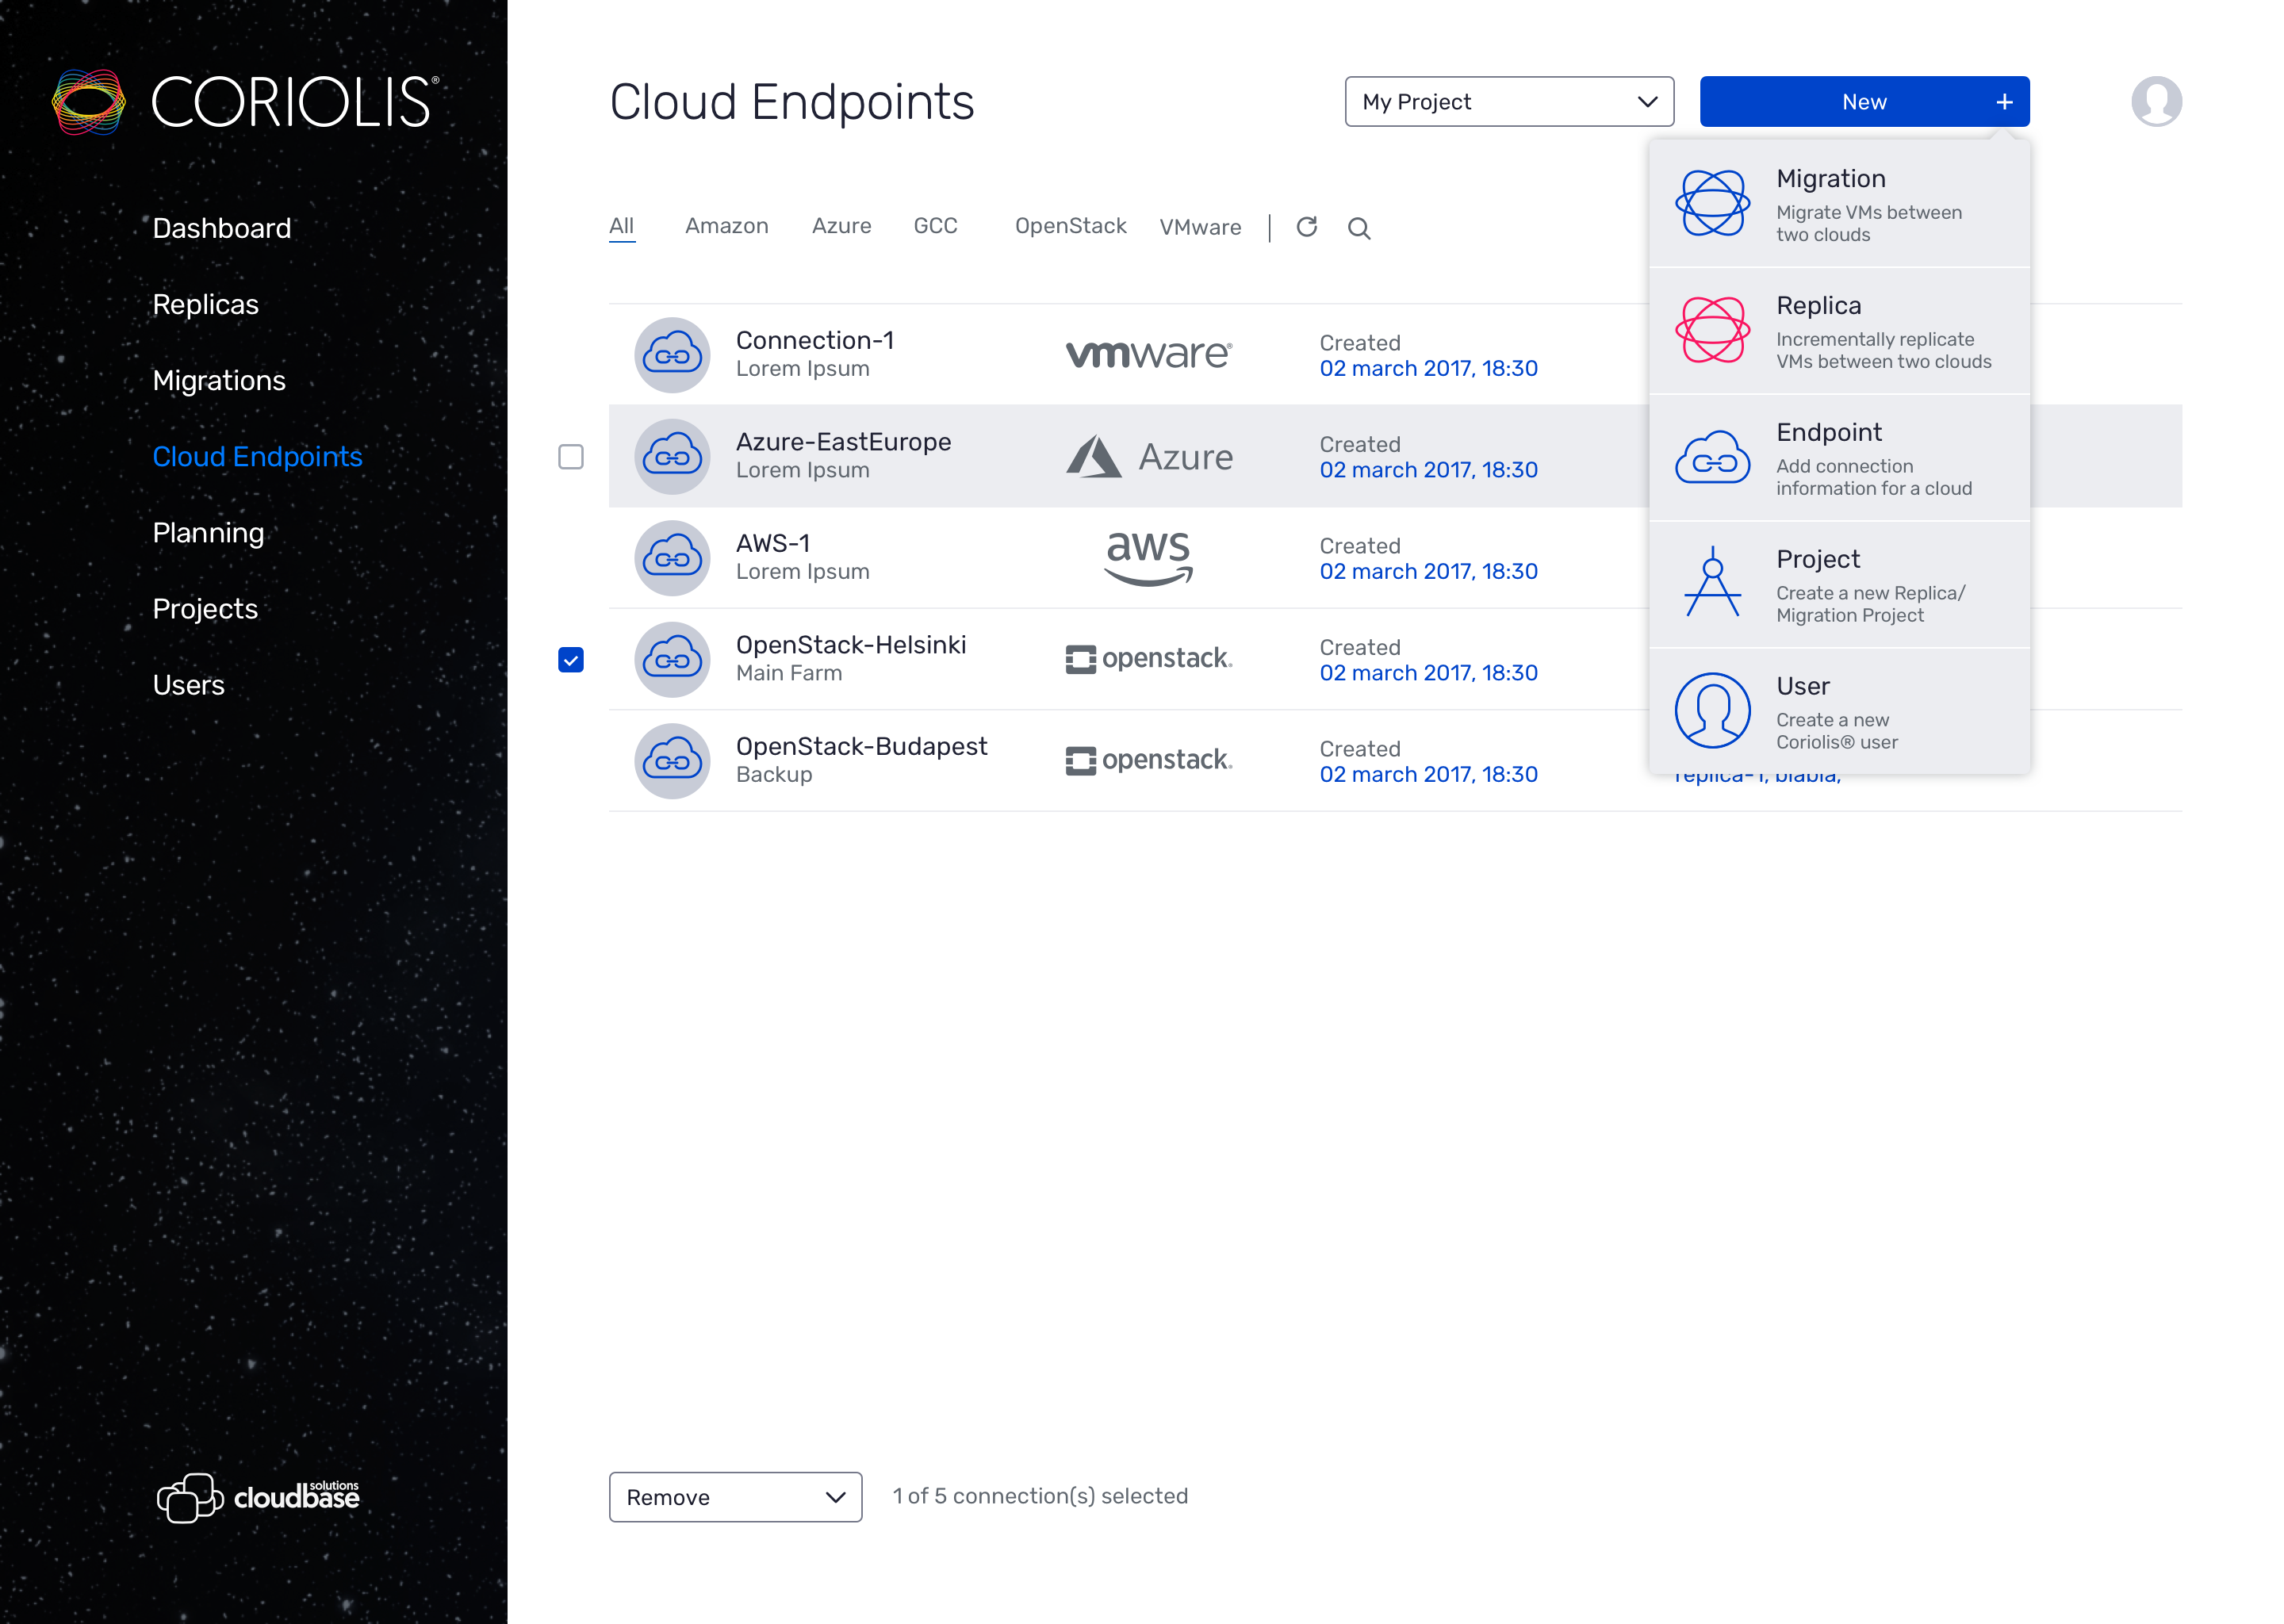 CORIOLIS®
Dashboard
Replicas
Migrations
Cloud Endpoints
Planning
Projects
Users
solutions
cloudbase
Cloud Endpoints
My Project
New +
All Amazon Azure GCC OpenStack VMware
Connection-1
Lorem Ipsum
vmware®
Created
02 march 2017, 18:30
Azure-EastEurope
Lorem Ipsum
Azure
Created
02 march 2017, 18:30
AWS-1
Lorem Ipsum
aws
Created
02 march 2017, 18:30
OpenStack-Helsinki
Main Farm
openstack.
Created
02 march 2017, 18:30
OpenStack-Budapest
Backup
openstack.
Created
02 march 2017, 18:30
replica-1, blabla,
Migration
Migrate VMs between
two clouds
Replica
Incrementally replicate
VMs between two clouds
Endpoint
Add connection
information for a cloud
Project
Create a new Replica/
Migration Project
User
Create a new
Coriolis® user
Remove
1 of 5 connection(s) selected